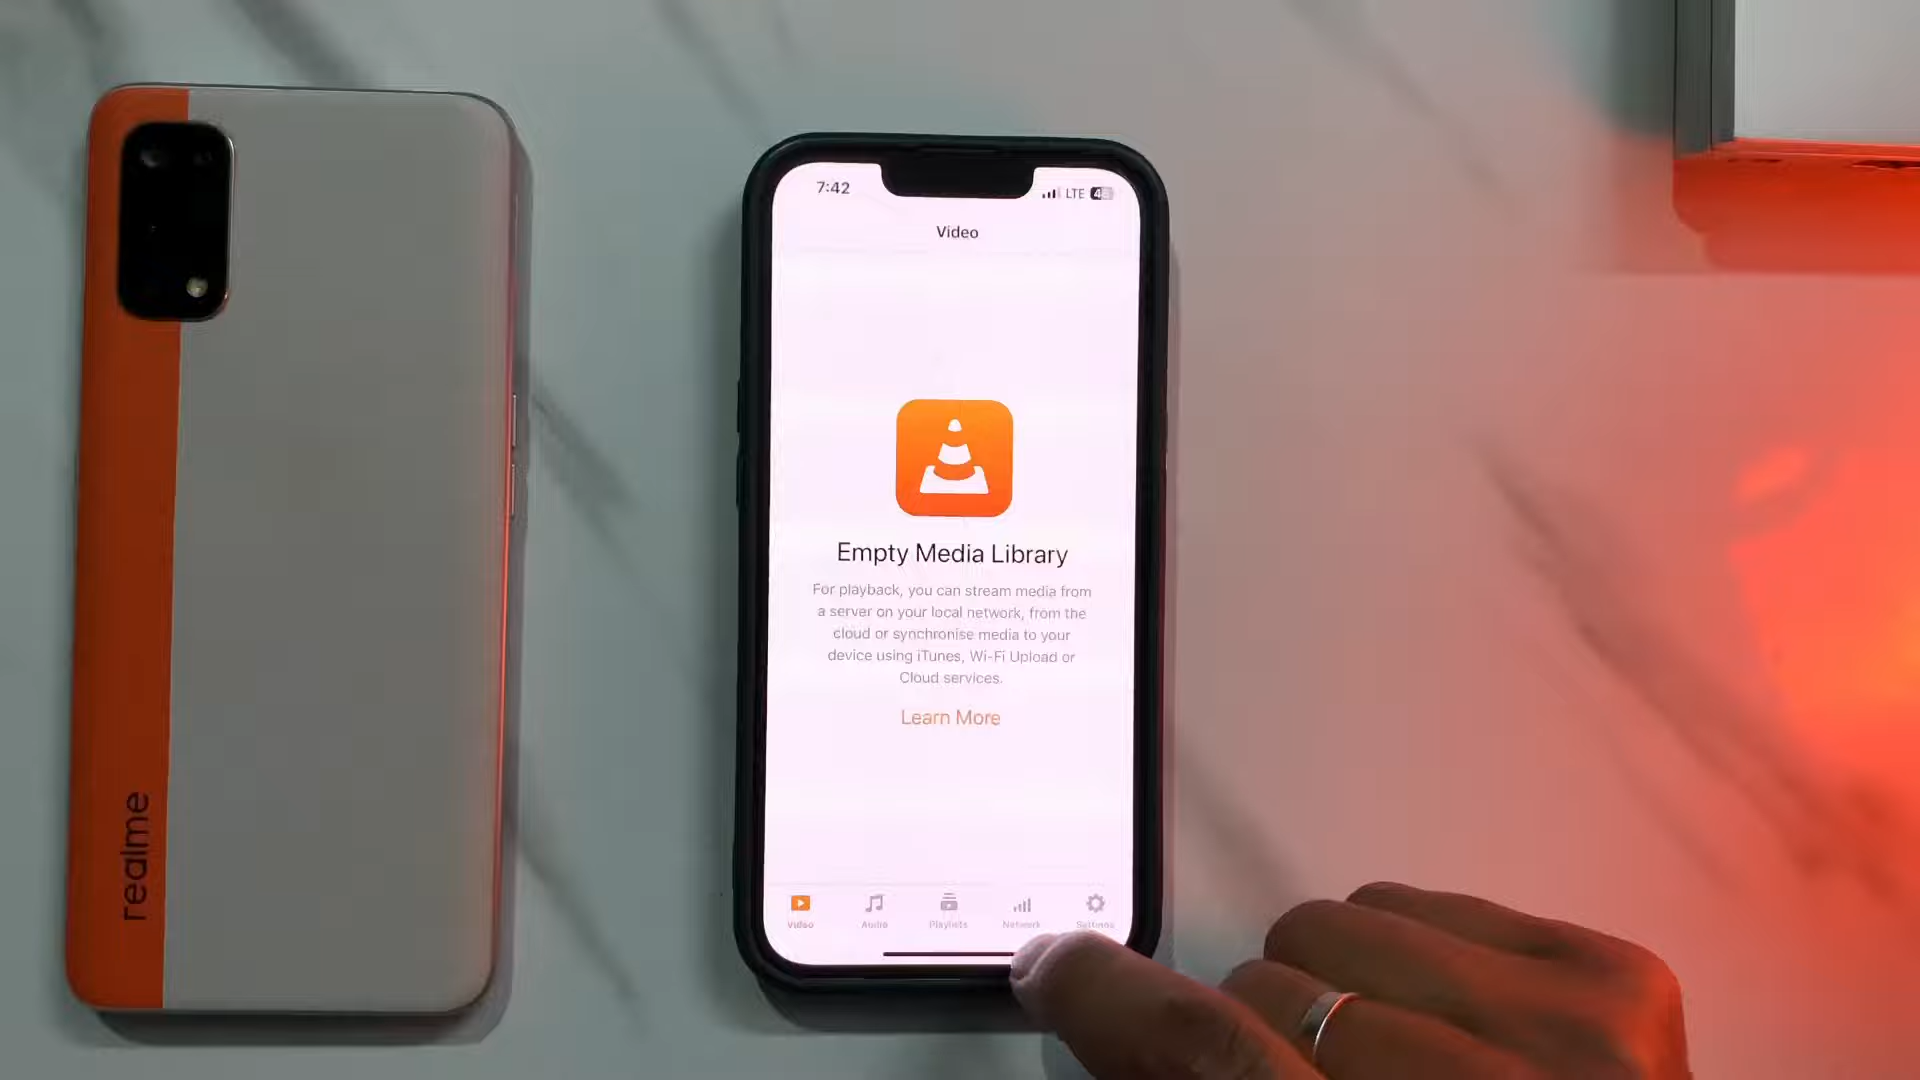 realme
7:42
LTE
Video
Empty Media Library
For playback, you can stream media from
a server on your local network, from the
cloud or synchronise media to your
device using iTunes, Wi-Fi Upload or
Cloud services.
Learn More
Video
Audio
Playlists
Network
Settings